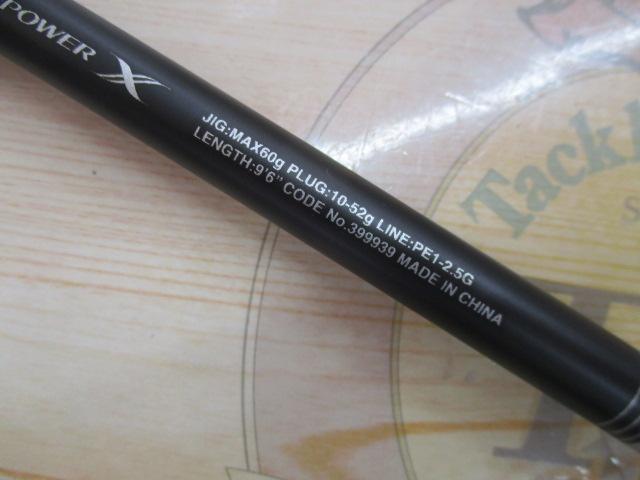 POWER X
JIG:MAX60g PLUG:10-52g LINE:PE1-2.5G
LENGTH:9'6" CODE No.399939 MADE IN CHINA
Tack